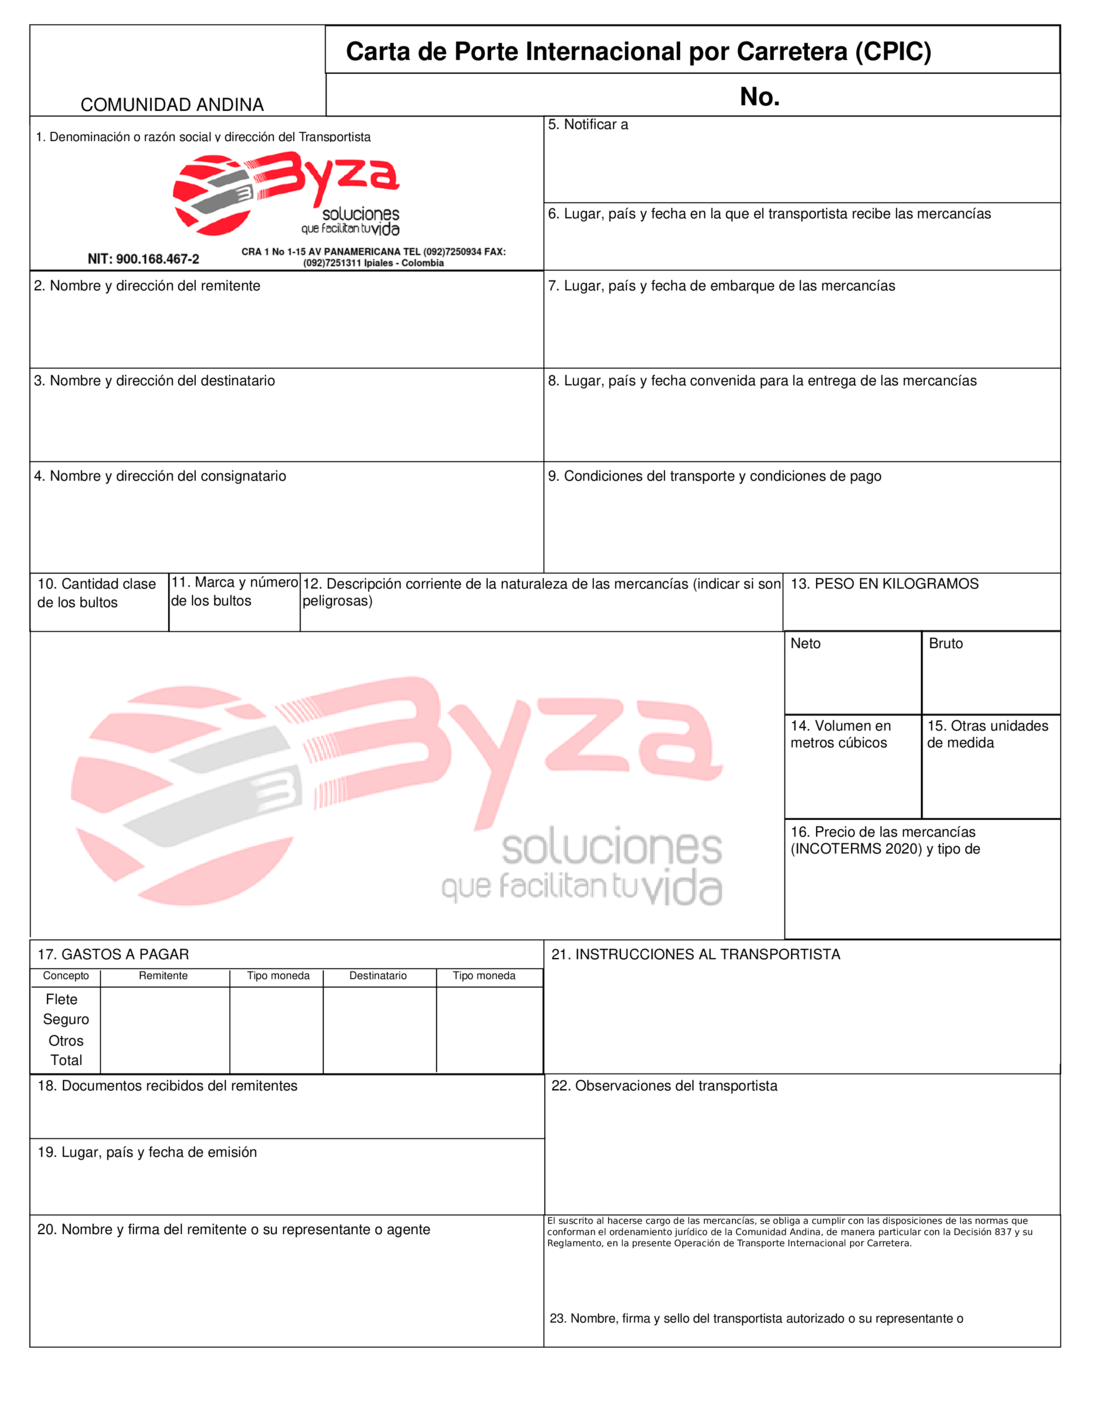 Carta de Porte Internacional por Carretera (CPIC)
COMUNIDAD ANDINA
No.
1. Denominación o razón social y dirección del Transportista
Byza
soluciones
que facilitan tu vida
NIT: 900.168.467-2
CRA 1 No 1-15 AV PANAMERICANA TEL (092)7250934 FAX:
(092)7251311 Ipiales - Colombia
5. Notificar a
6. Lugar, país y fecha en la que el transportista recibe las mercancías
2. Nombre y dirección del remitente
7. Lugar, país y fecha de embarque de las mercancías
3. Nombre y dirección del destinatario
8. Lugar, país y fecha convenida para la entrega de las mercancías
4. Nombre y dirección del consignatario
9. Condiciones del transporte y condiciones de pago
10. Cantidad clase
de los bultos
11. Marca y número
de los bultos
12. Descripción corriente de la naturaleza de las mercancías (indicar si son
peligrosas)
13. PESO EN KILOGRAMOS
Neto
Bruto
Byza
soluciones
que facilitan tu vida
14. Volumen en
metros cúbicos
15. Otras unidades
de medida
16. Precio de las mercancías
(INCOTERMS 2020) y tipo de
17. GASTOS A PAGAR
Concepto Remitente Tipo moneda Destinatario Tipo moneda
Flete
Seguro
Otros
Total
21. INSTRUCCIONES AL TRANSPORTISTA
18. Documentos recibidos del remitentes
22. Observaciones del transportista
19. Lugar, país y fecha de emisión
20. Nombre y firma del remitente o su representante o agente
El suscrito al hacerse cargo de las mercancías, se obliga a cumplir con las disposiciones de las normas que
conforman el ordenamiento jurídico de la Comunidad Andina, de manera particular con la Decisión 837 y su
Reglamento, en la presente Operación de Transporte Internacional por Carretera.
23. Nombre, firma y sello del transportista autorizado o su representante o